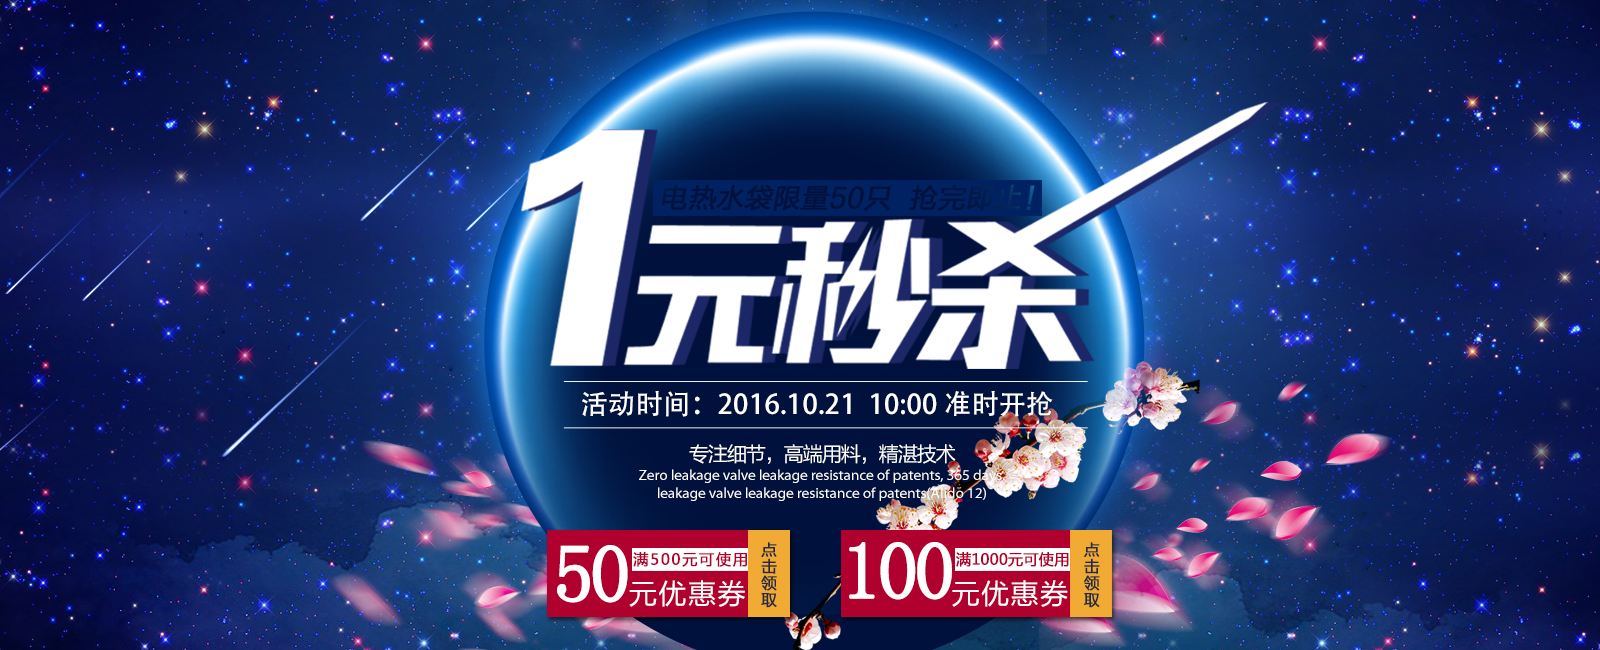 电热水袋限量50只 抢完即止！
1元秒杀
活动时间：2016.10.21 10:00 准时开抢
专注细节，高端用料，精湛技术
Zero leakage valve leakage resistance of patents, 365 days
leakage valve leakage resistance of patents(Alido 12)
50
满500元可使用
元优惠券
点击领取
100
满1000元可使用
元优惠券
点击领取